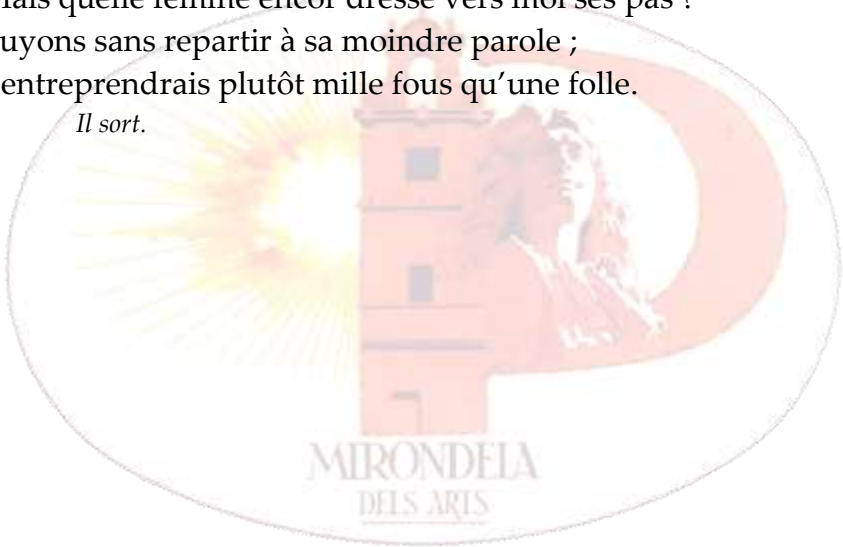 quelle femme encor dresse vers moi ses pas ?
uyons sans repartir à sa moindre parole ;
entreprendrais plutôt mille fous qu’une folle.
Il sort.
MIRONDELA
DELS ARTS